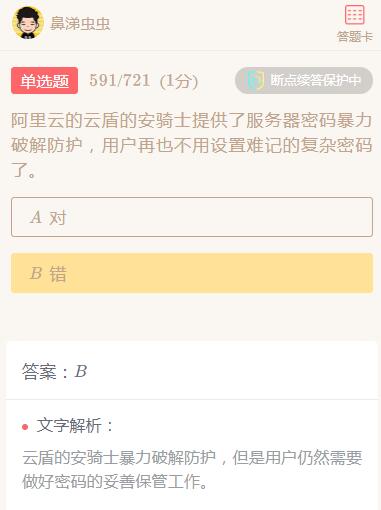 鼻涕虫虫
答题卡
单选题 591/721 (1分)
断点续答保护中
阿里云的云盾的安骑士提供了服务器密码暴力
破解防护，用户再也不用设置难记的复杂密码
了。
A 对
B 错
答案：B
文字解析：
云盾的安骑士暴力破解防护，但是用户仍然需要
做好密码的妥善保管工作。